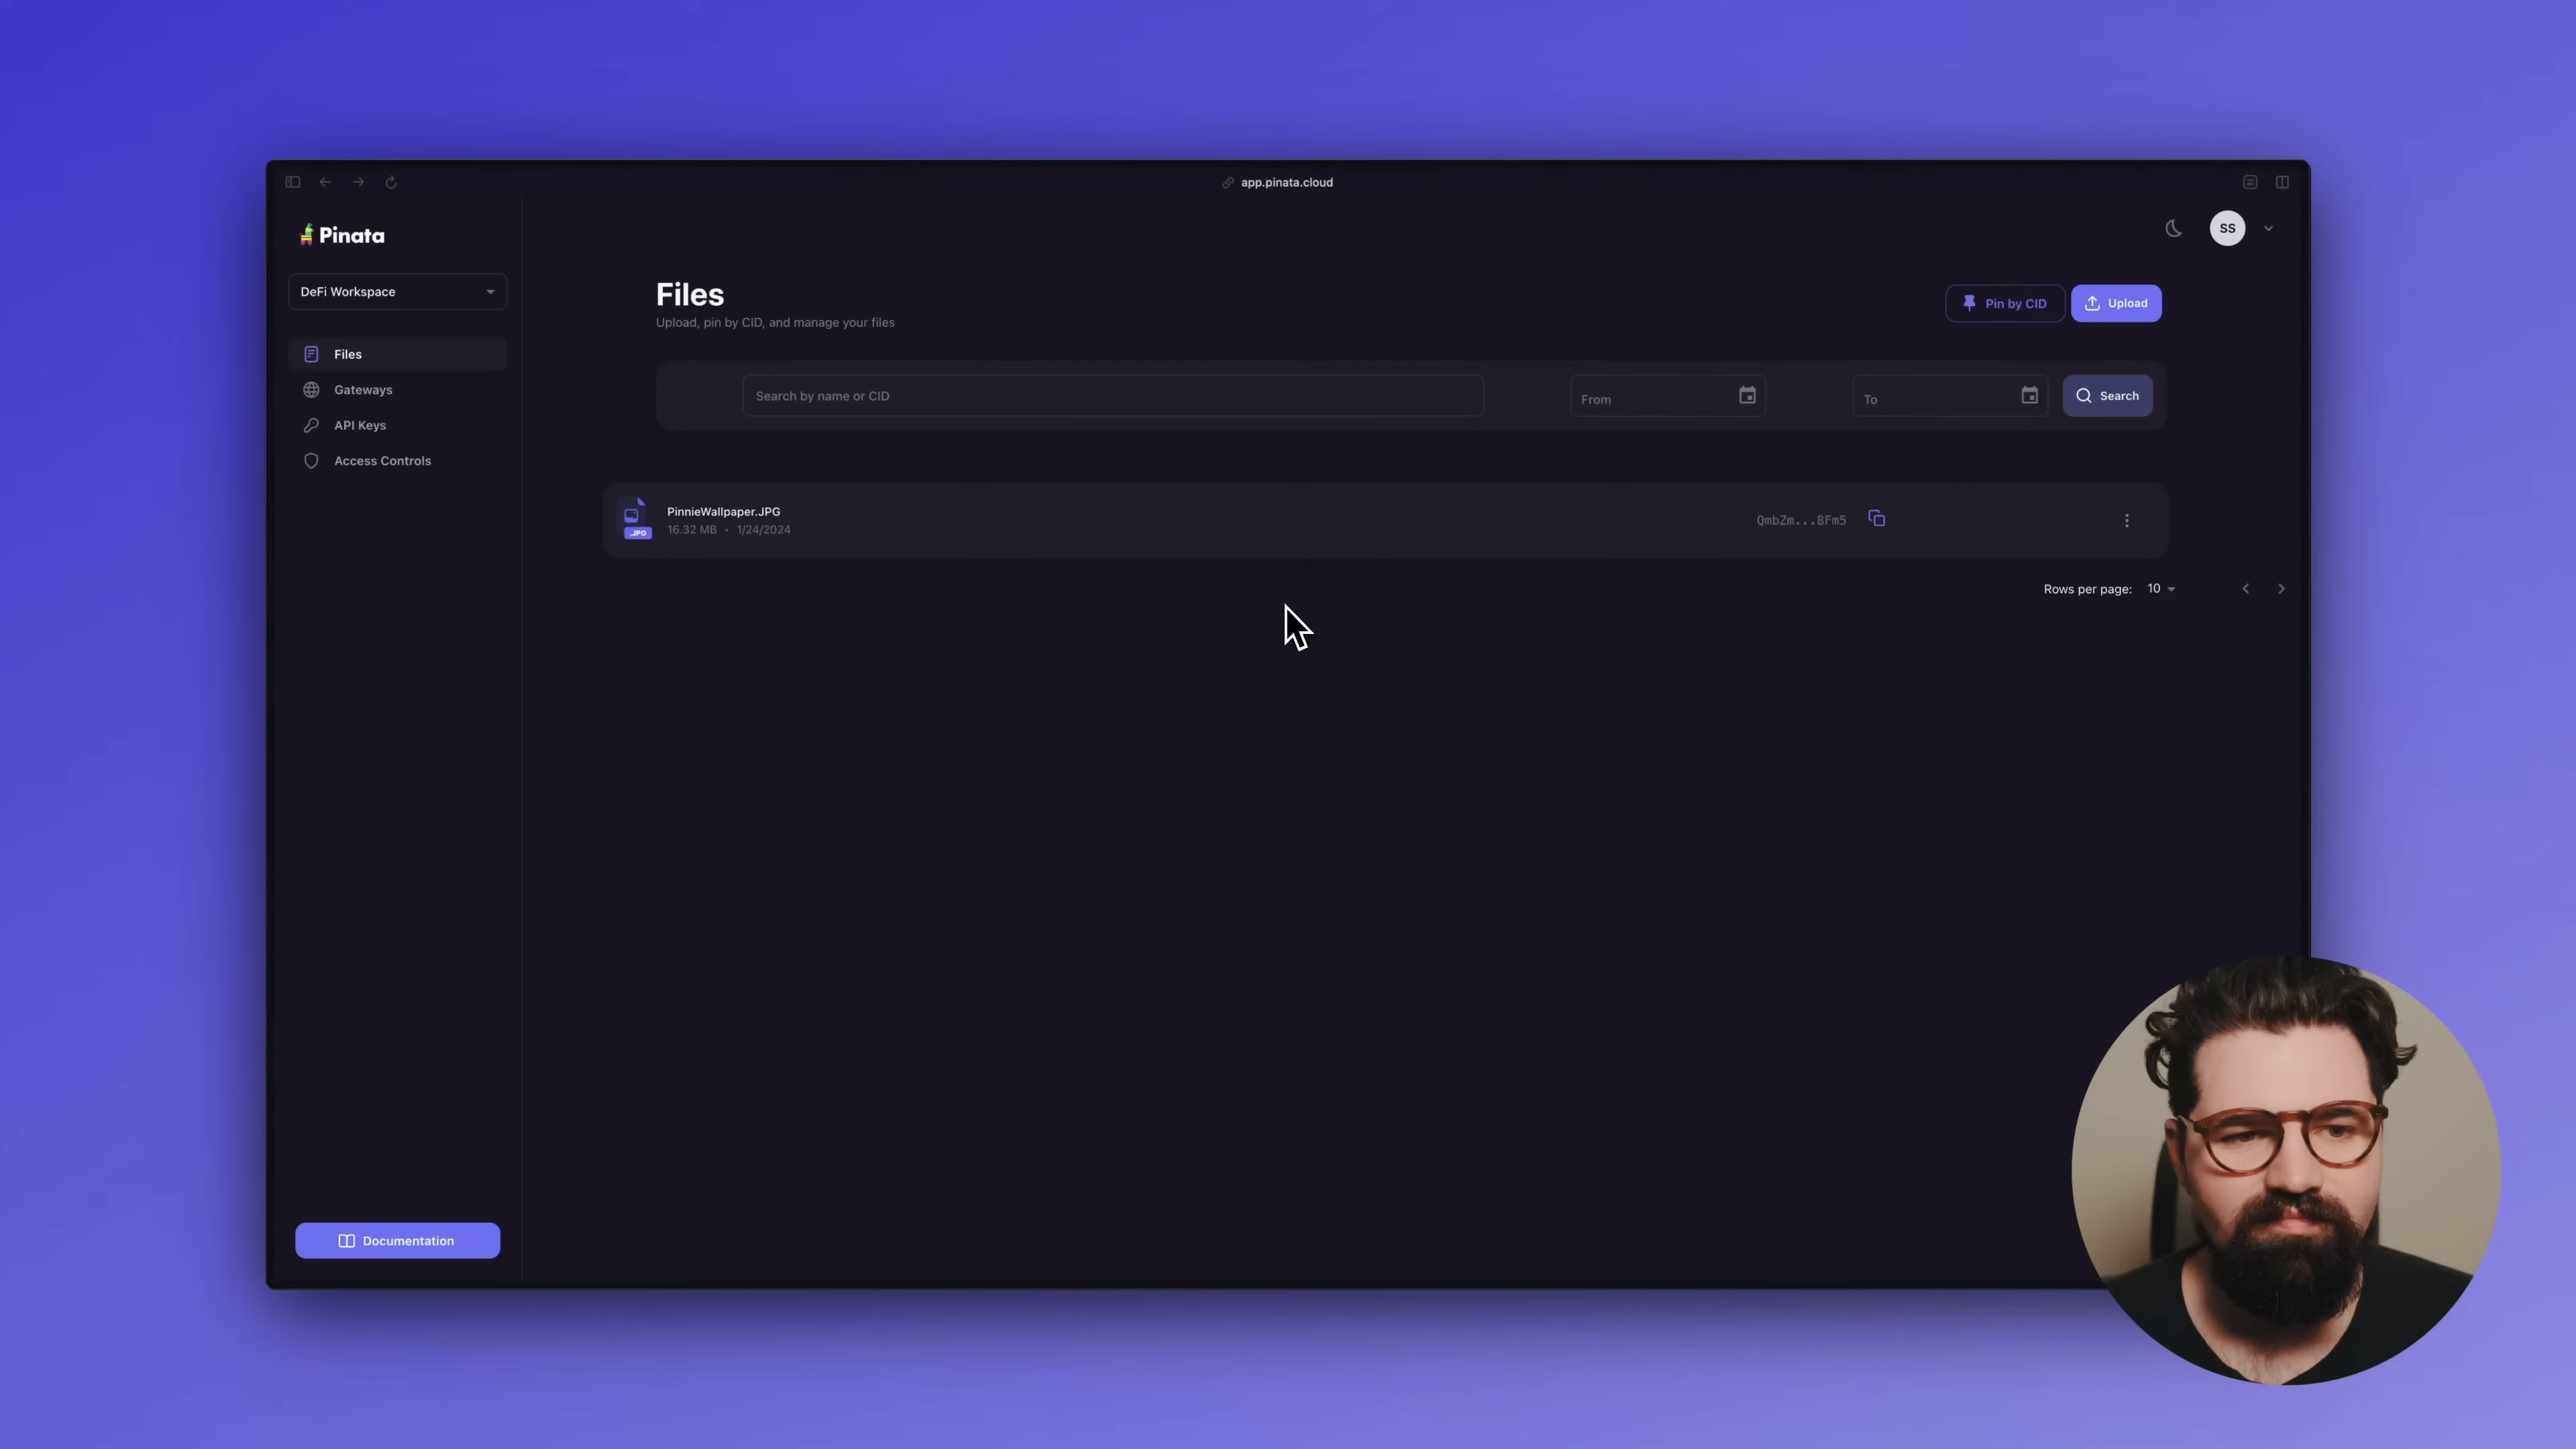 app.pinata.cloud
Pinata
SS
DeFi Workspace
Files
Gateways
API Keys
Access Controls
Documentation
Files
Upload, pin by CID, and manage your files
Pin by CID
Upload
Search by name or CID
From
To
Search
PinnieWallpaper.JPG
16.32 MB · 1/24/2024
.JPG
QmbZm...8Fm5
Rows per page: 10